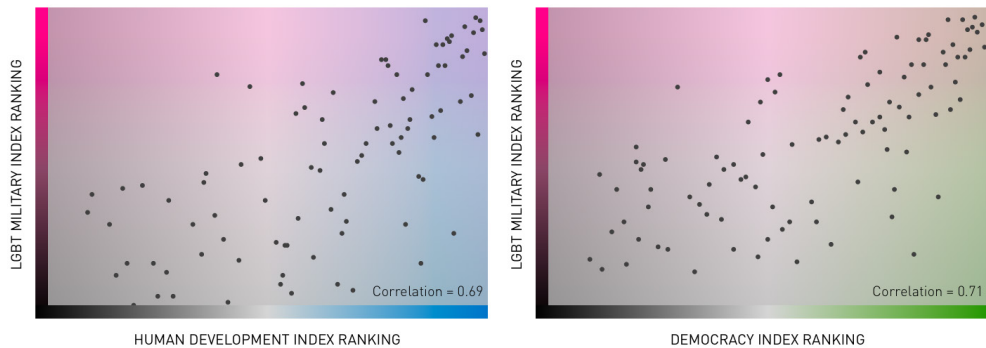 LGBT MILITARY INDEX RANKING
Correlation = 0.69
HUMAN DEVELOPMENT INDEX RANKING
LGBT MILITARY INDEX RANKING
Correlation = 0.71
DEMOCRACY INDEX RANKING